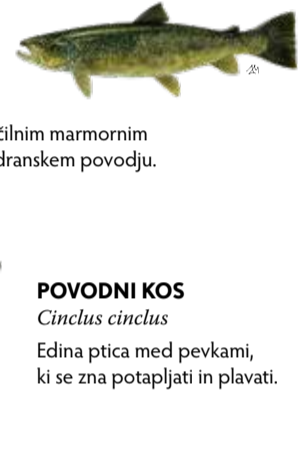 čilnim marmornim
dranskem povodju.
POVODNI KOS
Cinclus cinclus
Edina ptica med pevkami,
ki se zna potapljati in plavati.